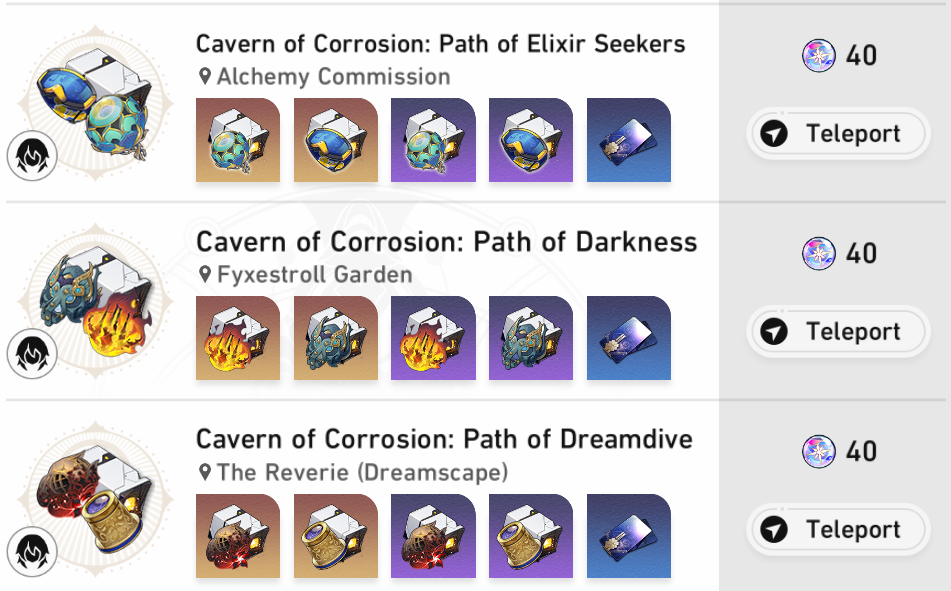 Cavern of Corrosion: Path of Elixir Seekers
Alchemy Commission
40
Teleport
Cavern of Corrosion: Path of Darkness
Fyxestroll Garden
40
Teleport
Cavern of Corrosion: Path of Dreamdive
The Reverie (Dreamscape)
40
Teleport